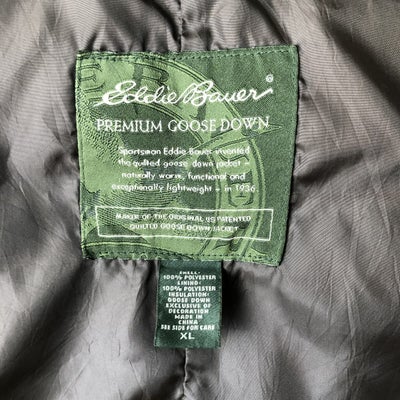 Eddie Bauer®
PREMIUM GOOSE DOWN
Sportsman Eddie Bauer invented
the quilted goose down jacket –
naturally warm, functional and
exceptionally lightweight – in 1936.
MAKER OF THE ORIGINAL US PATENTED
QUILTED GOOSE DOWN JACKET
SHELL:
100% POLYESTER
LINING:
100% POLYESTER
INSULATION:
GOOSE DOWN
EXCLUSIVE OF
DECORATION
MADE IN
CHINA
SEE SIDE FOR CARE
XL